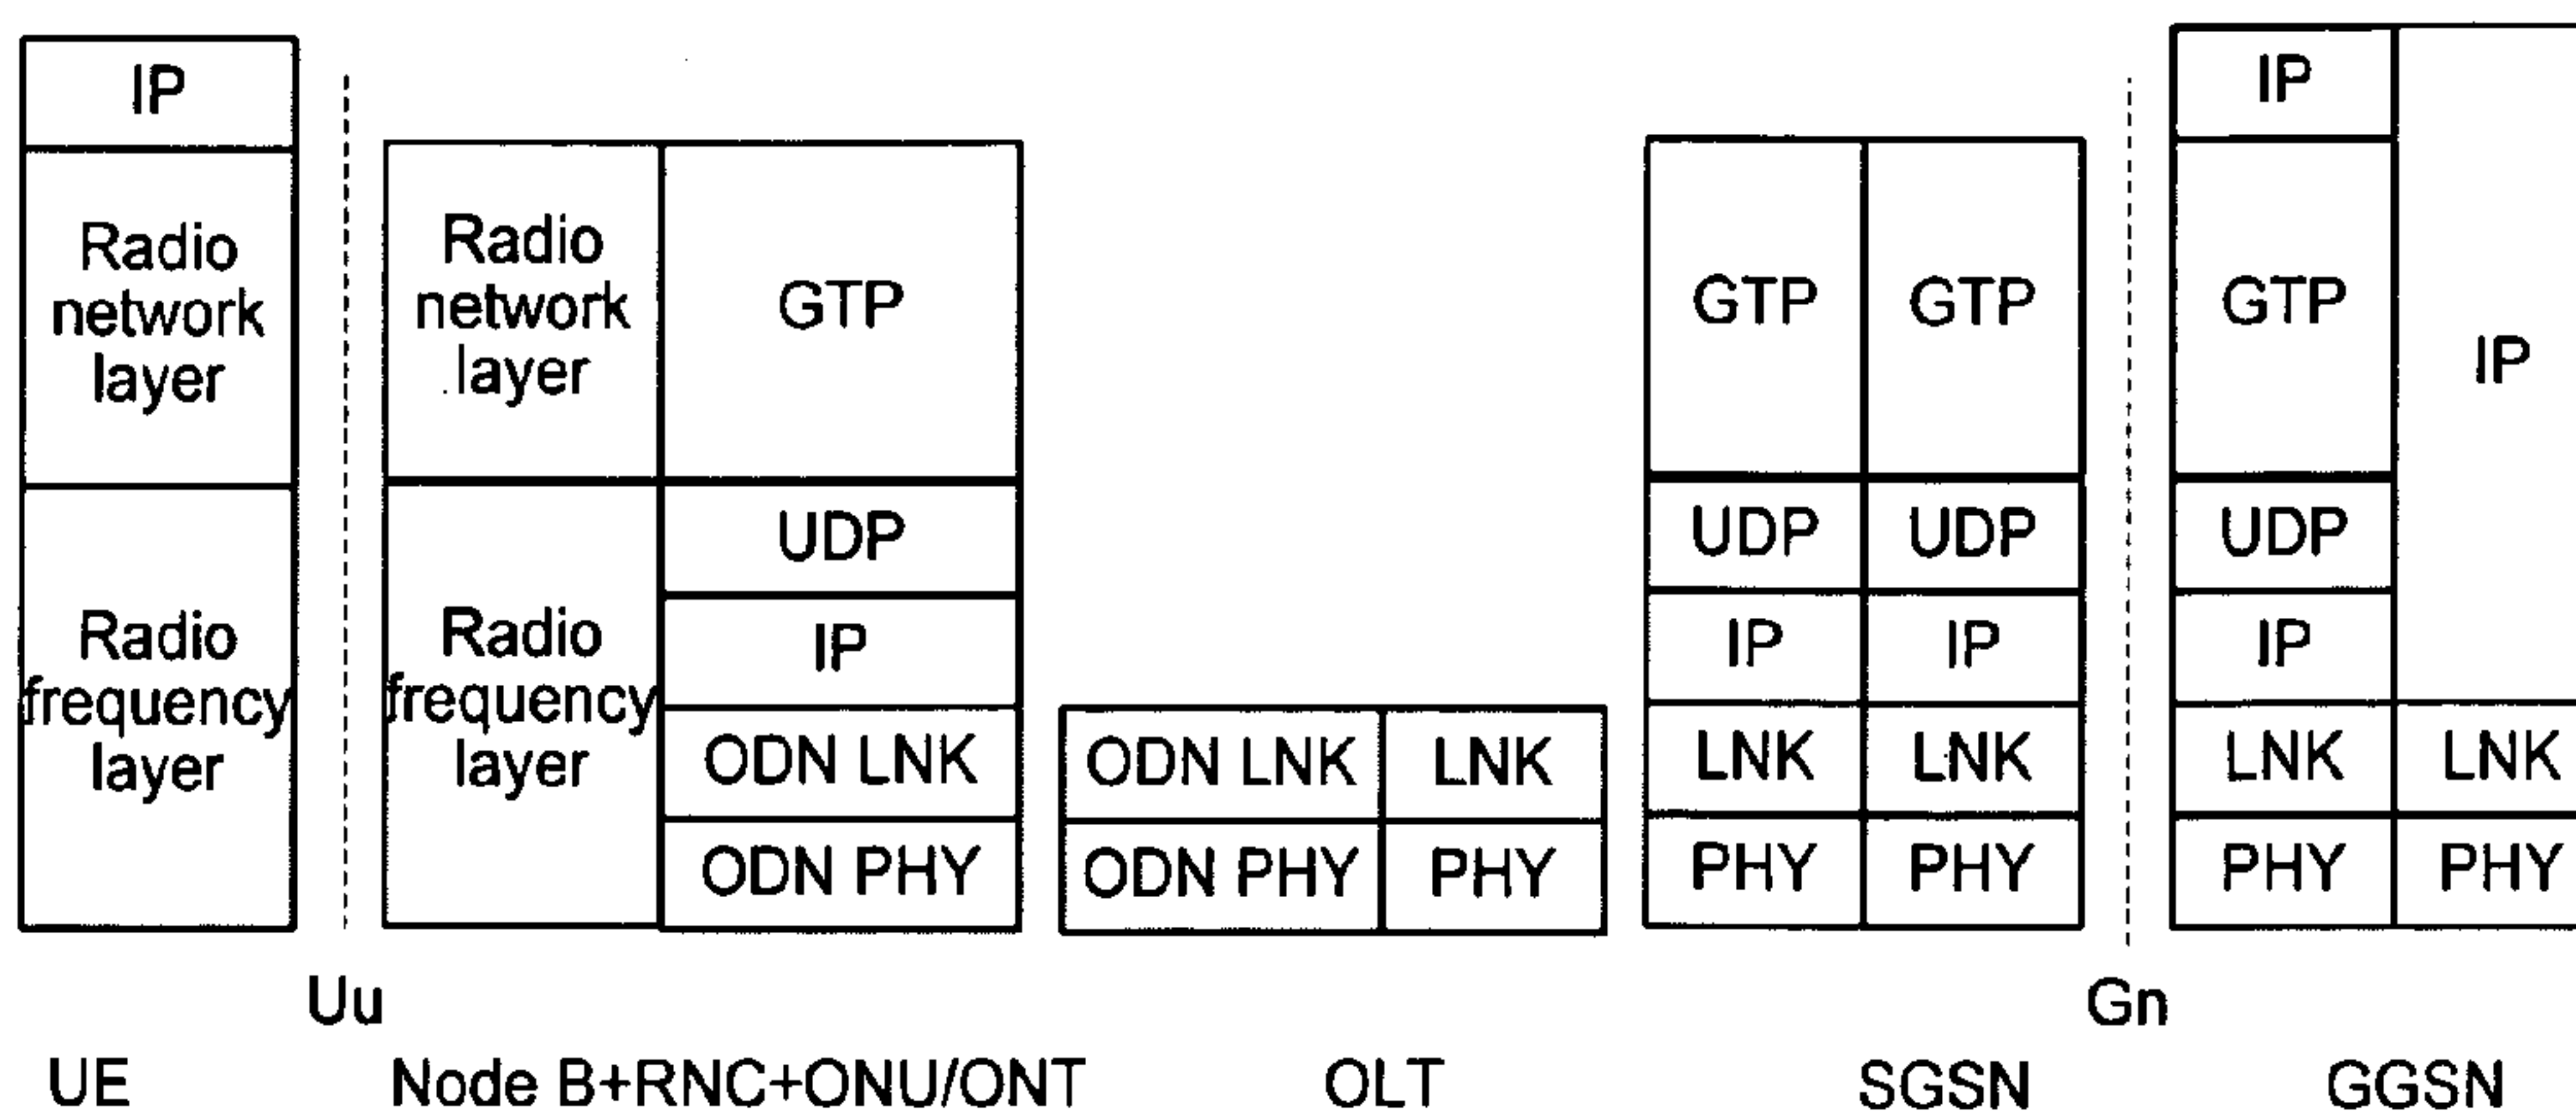 IP
Radio
network
layer
Radio
frequency
layer
Radio
network
layer
Radio
frequency
layer
GTP
UDP
IP
ODN LNK
ODN PHY
ODN LNK
LNK
ODN PHY
PHY
GTP
GTP
UDP
UDP
IP
IP
LNK
LNK
PHY
PHY
IP
GTP
UDP
IP
LNK
PHY
IP
LNK
PHY
Uu
Gn
UE
Node B+RNC+ONU/ONT
OLT
SGSN
GGSN